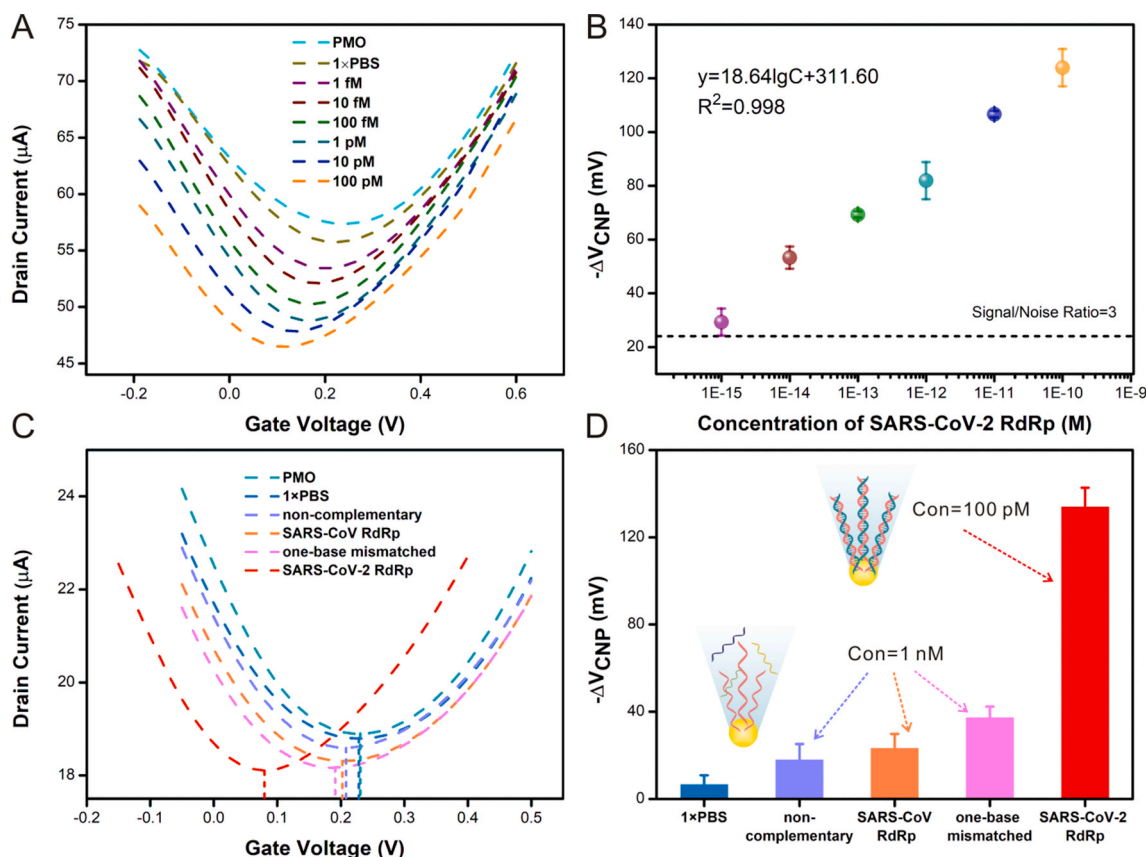 A
75
70
65
60
55
50
45
Drain Current (μA)
-0.2
0.0
0.2
0.4
0.6
Gate Voltage (V)
PMO
1×PBS
1 fM
10 fM
100 fM
1 pM
10 pM
100 pM
B
140
120
100
80
60
40
20
-ΔVCNP (mV)
y=18.64lgC+311.60
R²=0.998
Signal/Noise Ratio=3
1E-15
1E-14
1E-13
1E-12
1E-11
1E-10
1E-9
Concentration of SARS-CoV-2 RdRp (M)
C
24
22
20
18
Drain Current (μA)
-0.2
-0.1
0.0
0.1
0.2
0.3
0.4
0.5
Gate Voltage (V)
PMO
1×PBS
non-complementary
SARS-CoV RdRp
one-base mismatched
SARS-CoV-2 RdRp
D
160
120
80
40
0
-ΔVCNP (mV)
Con=100 pM
Con=1 nM
1×PBS
non-
complementary
SARS-CoV
RdRp
one-base
mismatched
SARS-CoV-2
RdRp